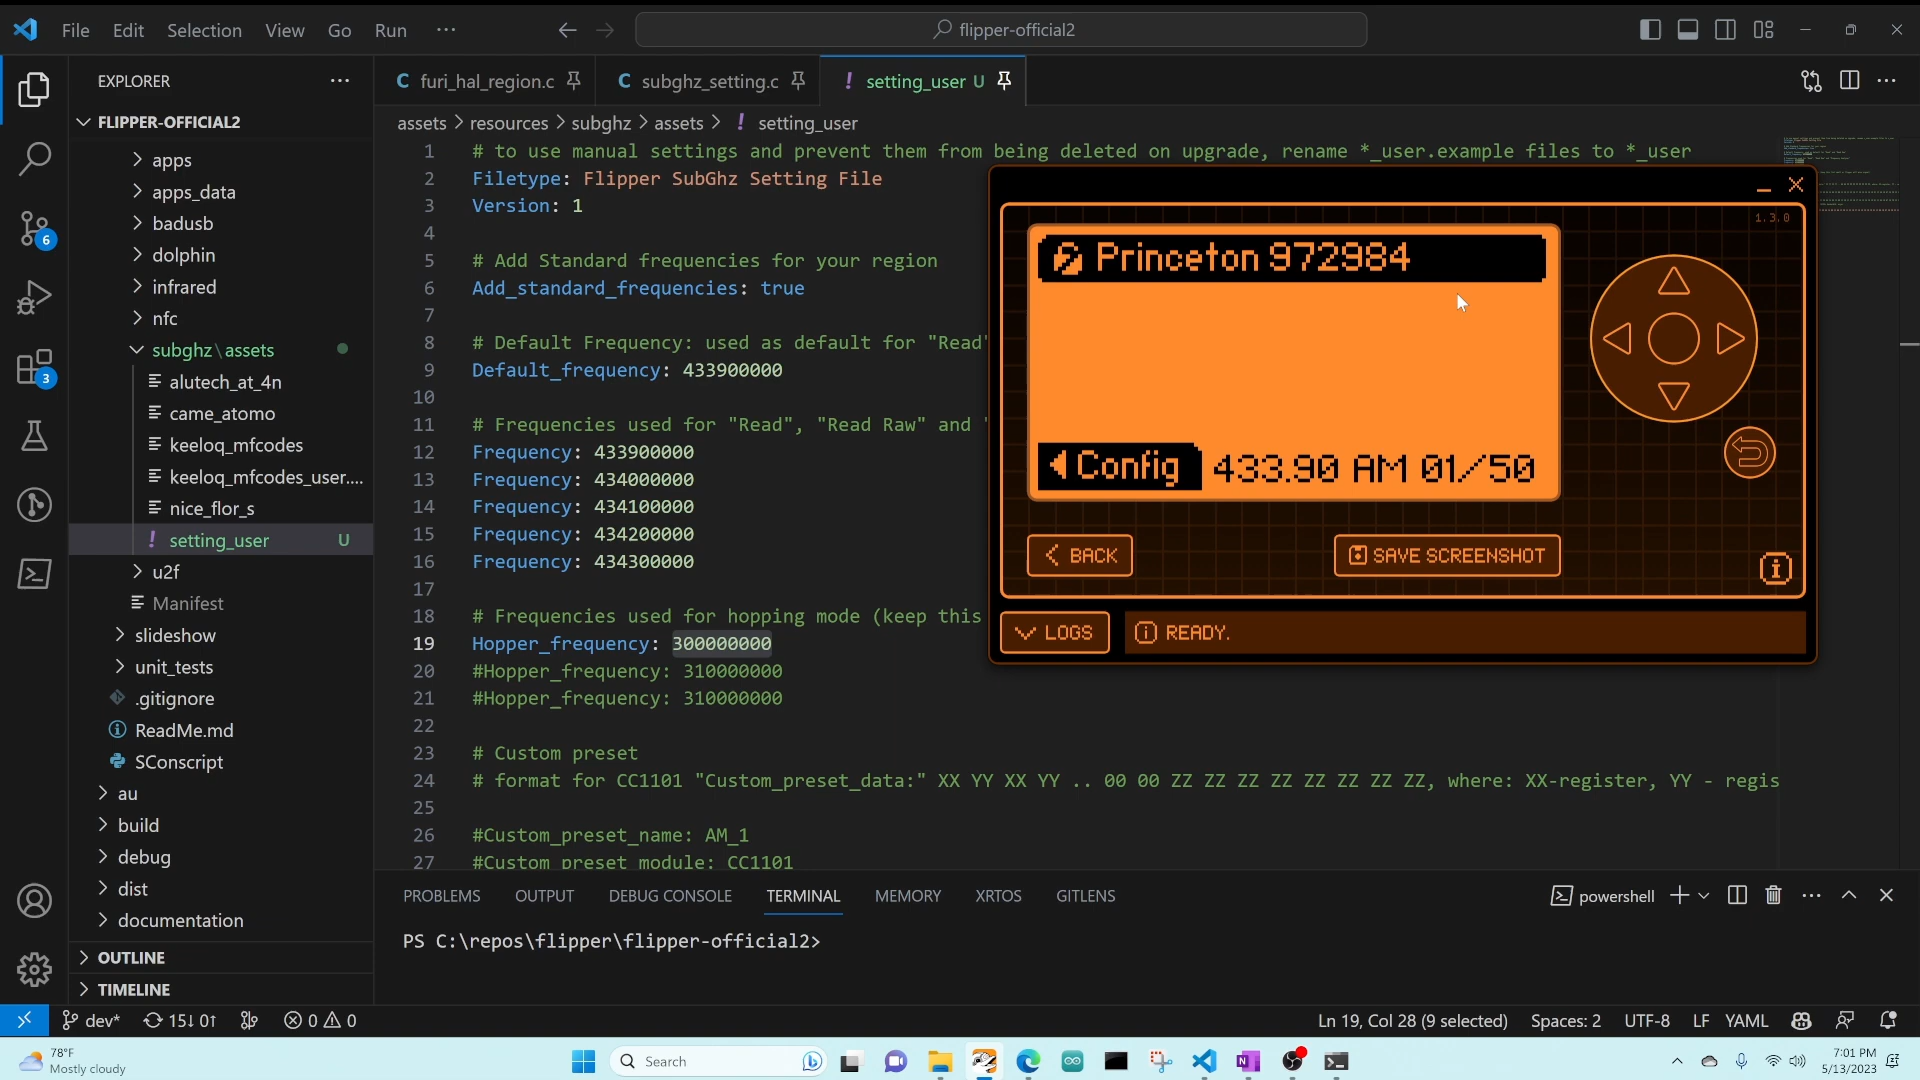 File Edit Selection View Go Run ···
flipper-official2
EXPLORER
FLIPPER-OFFICIAL2
apps
apps_data
badusb
dolphin
infrared
nfc
subghz\assets
alutech_at_4n
came_atomo
keeloq_mfcodes
keeloq_mfcodes_user....
nice_flor_s
! setting_user U
u2f
Manifest
slideshow
unit_tests
.gitignore
ReadMe.md
SConscript
au
build
debug
dist
documentation
OUTLINE
TIMELINE
6
3
C furi_hal_region.c
C subghz_setting.c
! setting_user U
assets > resources > subghz > assets > ! setting_user
1 # to use manual settings and prevent them from being deleted on upgrade, rename *_user.example files to *_user
2 Filetype: Flipper SubGhz Setting File
3 Version: 1
4
5 # Add Standard frequencies for your region
6 Add_standard_frequencies: true
7
8 # Default Frequency: used as default for "Read"
9 Default_frequency: 433900000
10
11 # Frequencies used for "Read", "Read Raw" and "
12 Frequency: 433900000
13 Frequency: 434000000
14 Frequency: 434100000
15 Frequency: 434200000
16 Frequency: 434300000
17
18 # Frequencies used for hopping mode (keep this
19 Hopper_frequency: 300000000
20 #Hopper_frequency: 310000000
21 #Hopper_frequency: 310000000
22
23 # Custom preset
24 # format for CC1101 "Custom_preset_data:" XX YY XX YY .. 00 00 ZZ ZZ ZZ ZZ ZZ ZZ ZZ ZZ, where: XX-register, YY - regis
25
26 #Custom_preset_name: AM_1
27 #Custom_preset_module: CC1101
1.3.0
Princeton 972984
Config 433.90 AM 01/50
< BACK
SAVE SCREENSHOT
LOGS
READY.
PROBLEMS OUTPUT DEBUG CONSOLE TERMINAL MEMORY XRTOS GITLENS
powershell
PS C:\repos\flipper\flipper-official2>
dev* 15↓ 0↑ 0 0
Ln 19, Col 28 (9 selected) Spaces: 2 UTF-8 LF YAML
78°F
Mostly cloudy
Search
7:01 PM
5/13/2023